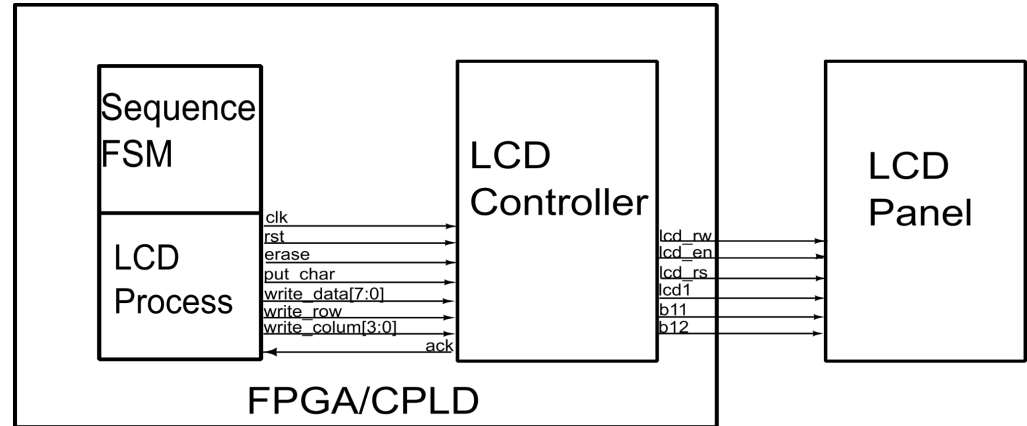 Sequence
FSM
LCD
Process
clk
rst
erase
put_char
write_data[7:0]
write_row
write_colum[3:0]
ack
LCD
Controller
lcd_rw
lcd_en
lcd_rs
lcd1
b11
b12
LCD
Panel
FPGA/CPLD